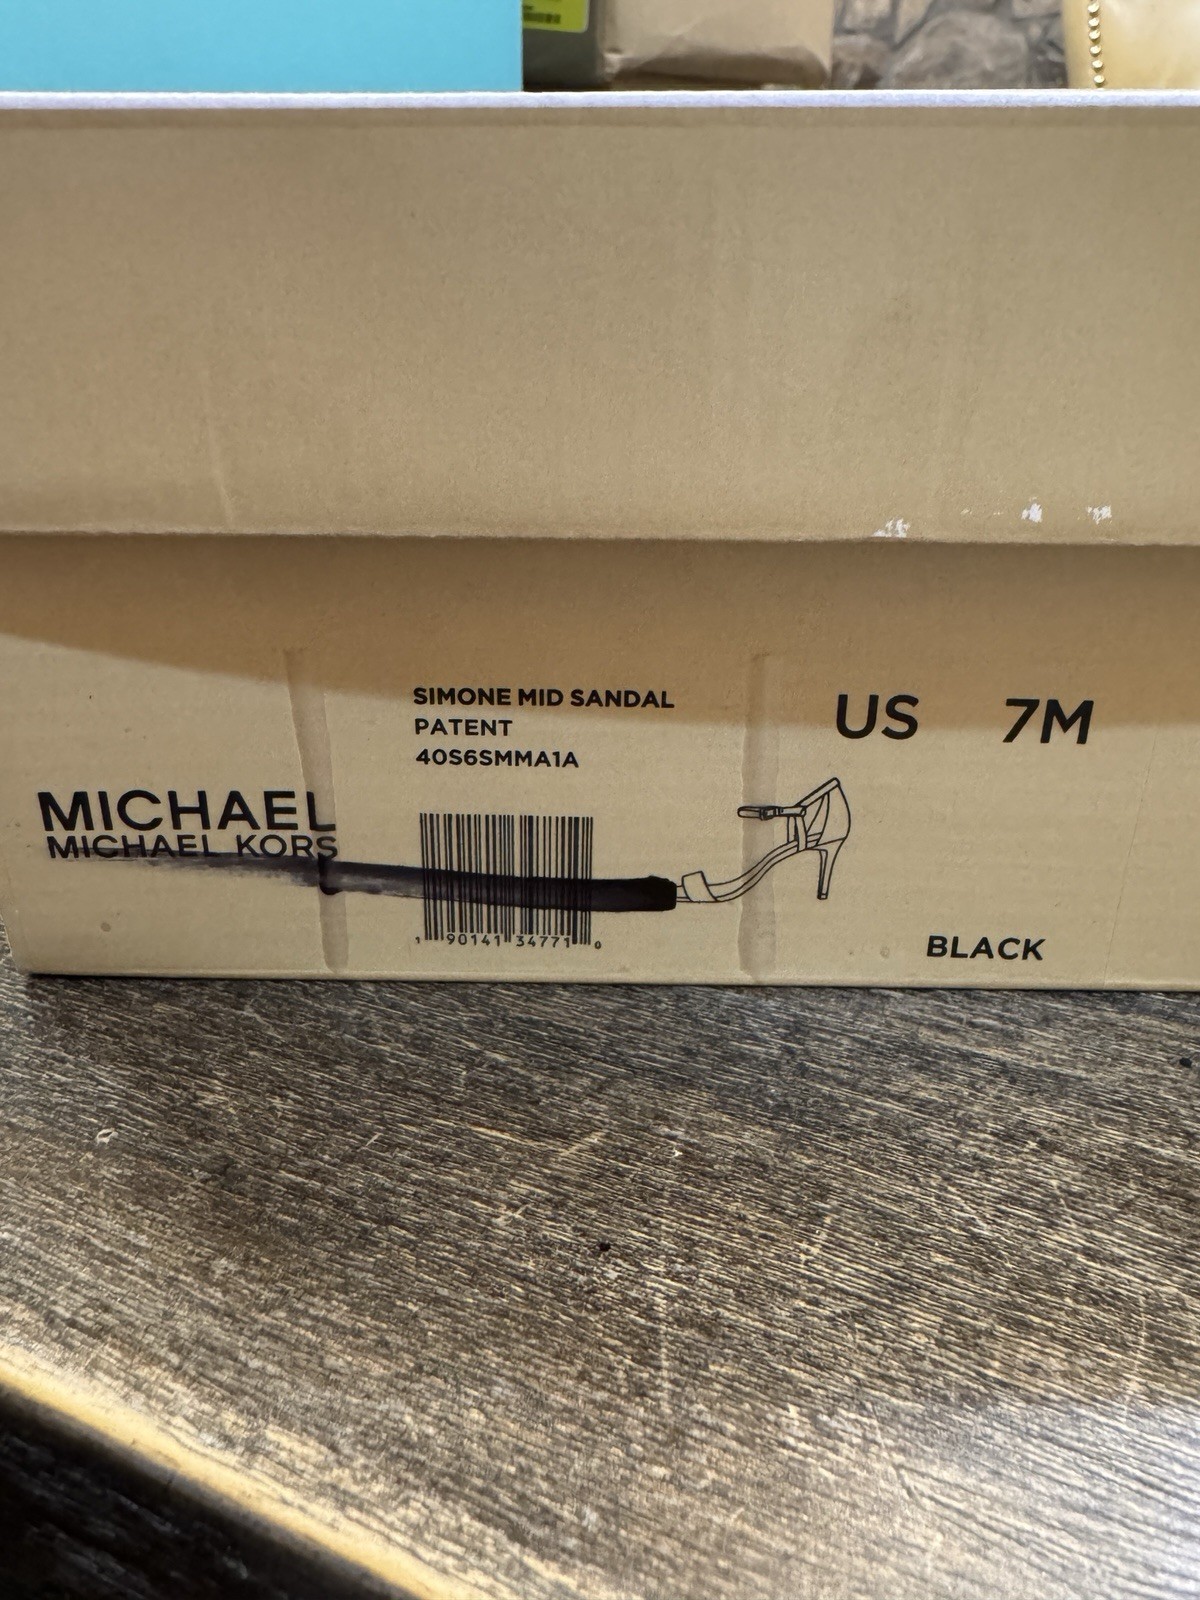 SIMONE MID SANDAL
PATENT
40S6SMMA1A
US 7M
MICHAEL
MICHAEL KORS
1 90141 34771 0
BLACK